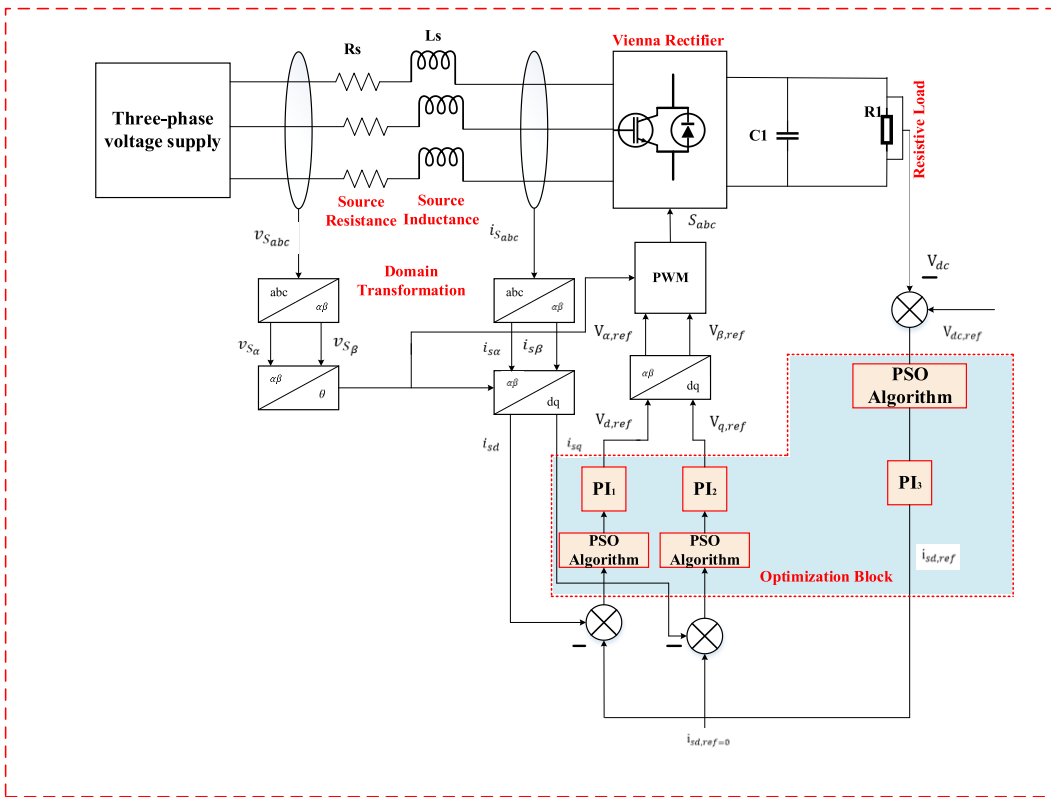 Rs
Ls
Vienna Rectifier
Three-phase
voltage supply
C1
R1
Resistive Load
Source
Resistance
Source
Inductance
v_{S_{abc}}
i_{S_{abc}}
S_{abc}
Domain
Transformation
V_{dc}
abc
αβ
abc
αβ
PWM
V_{dc,ref}
v_{S_α}
v_{S_β}
i_{sα}
i_{sβ}
V_{α,ref}
V_{β,ref}
αβ
θ
αβ
dq
αβ
dq
PSO
Algorithm
i_{sd}
i_{sq}
V_{d,ref}
V_{q,ref}
PI₁
PI₂
PI₃
PSO
Algorithm
PSO
Algorithm
i_{sd,ref}
Optimization Block
i_{sd,ref=0}